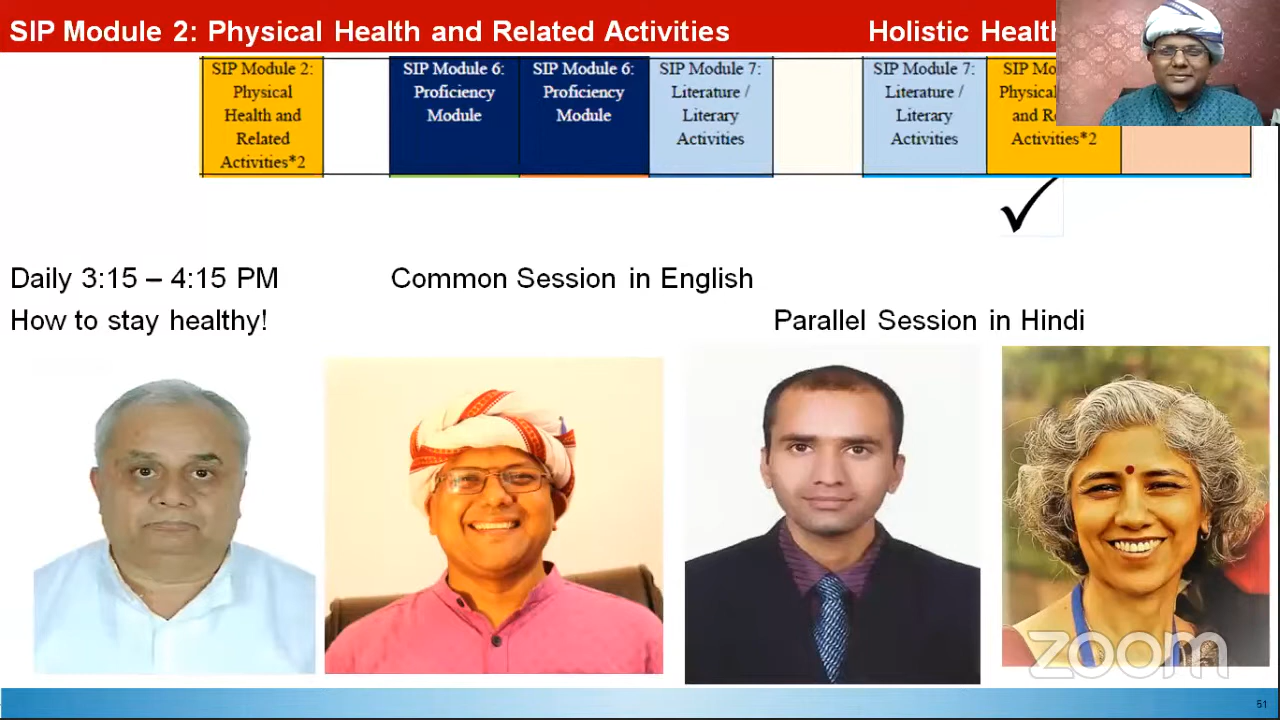 SIP Module 2: Physical Health and Related Activities
Holistic Health
SIP Module 2:
Physical
Health and
Related
Activities*2
SIP Module 6:
Proficiency
Module
SIP Module 6:
Proficiency
Module
SIP Module 7:
Literature /
Literary
Activities
SIP Module 7:
Literature /
Literary
Activities
SIP
Physical
and
Activities*2
Daily 3:15 – 4:15 PM
Common Session in English
How to stay healthy!
Parallel Session in Hindi
zoom
51